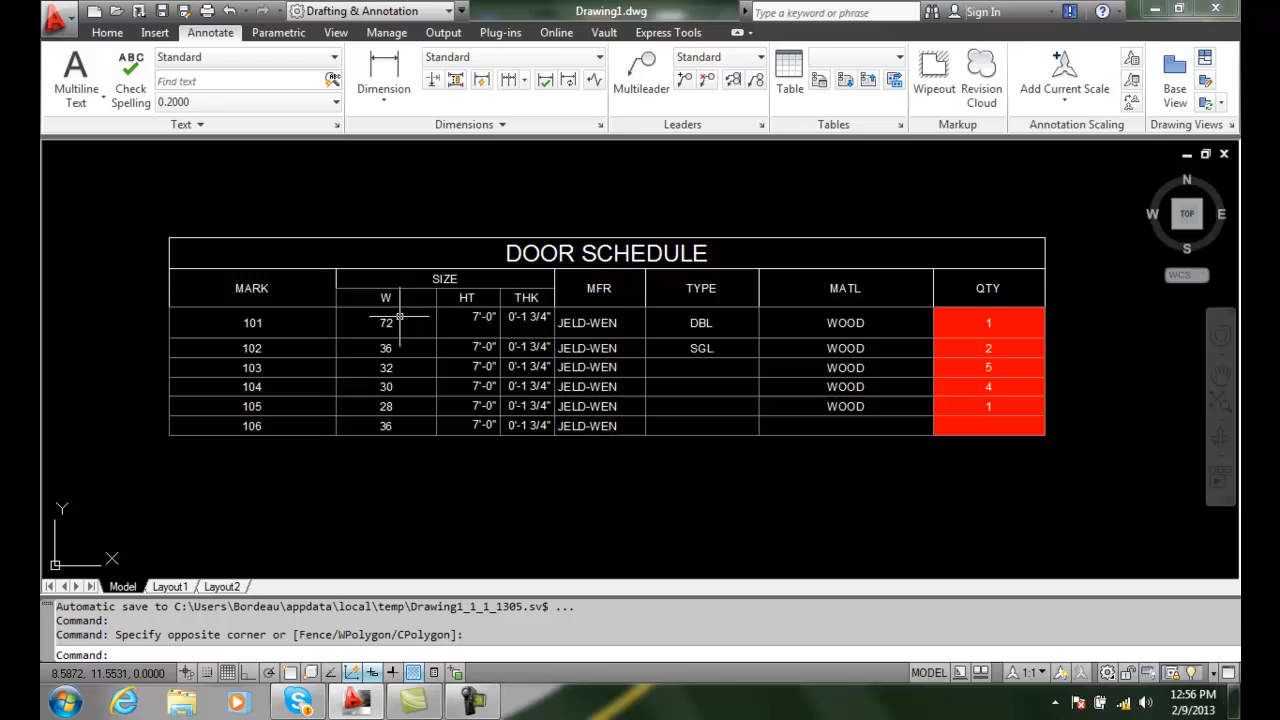 Drafting & Annotation
Drawing1.dwg
Type a keyword or phrase
Sign In
Home Insert Annotate Parametric View Manage Output Plug-ins Online Vault Express Tools
Multiline Text
ABC Check Spelling
Standard
Find text
0.2000
Dimension
Standard
Multileader
Standard
Table
Wipeout
Revision Cloud
Add Current Scale
Base View
Text Dimensions Leaders Tables Markup Annotation Scaling Drawing Views
N
W TOP E
S
WCS
DOOR SCHEDULE
MARK SIZE MFR TYPE MATL QTY
W HT THK
101 72 7'-0" 0'-1 3/4" JELD-WEN DBL WOOD 1
102 36 7'-0" 0'-1 3/4" JELD-WEN SGL WOOD 2
103 32 7'-0" 0'-1 3/4" JELD-WEN WOOD 5
104 30 7'-0" 0'-1 3/4" JELD-WEN WOOD 4
105 28 7'-0" 0'-1 3/4" JELD-WEN WOOD 1
106 36 7'-0" 0'-1 3/4" JELD-WEN
Y
X
Model Layout1 Layout2
Automatic save to C:\Users\Bordeau\appdata\local\temp\Drawing1_1_1_1305.sv$ ...
Command:
Command: Specify opposite corner or [Fence/WPolygon/CPolygon]:
Command:
8.5872, 11.5531, 0.0000
MODEL
1:1
12:56 PM
2/9/2013